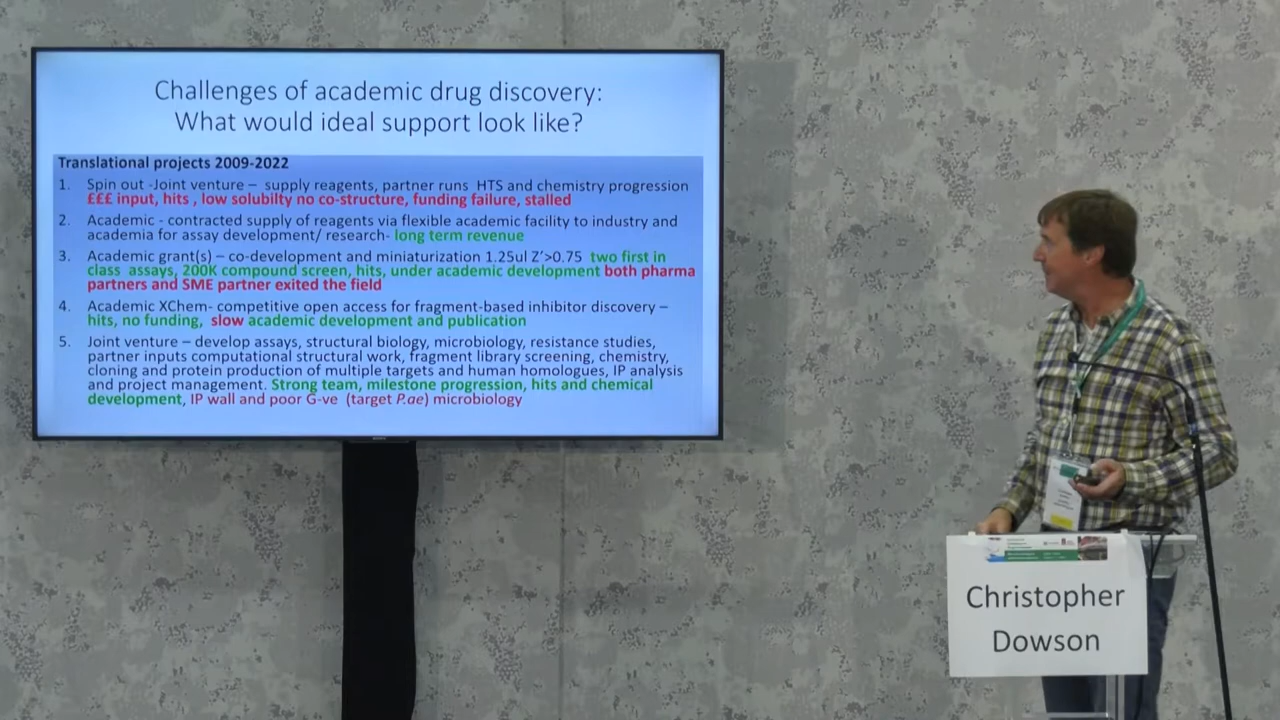 Challenges of academic drug discovery:
What would ideal support look like?
Translational projects 2009-2022
1. Spin out -Joint venture – supply reagents, partner runs HTS and chemistry progression
£££ input, hits , low solubilty no co-structure, funding failure, stalled
2. Academic - contracted supply of reagents via flexible academic facility to industry and
academia for assay development/ research- long term revenue
3. Academic grant(s) – co-development and miniaturization 1.25ul Z’>0.75 two first in
class assays, 200K compound screen, hits, under academic development both pharma
partners and SME partner exited the field
4. Academic XChem- competitive open access for fragment-based inhibitor discovery –
hits, no funding, slow academic development and publication
5. Joint venture – develop assays, structural biology, microbiology, resistance studies,
partner inputs computational structural work, fragment library screening, chemistry,
cloning and protein production of multiple targets and human homologues, IP analysis
and project management. Strong team, milestone progression, hits and chemical
development, IP wall and poor G-ve (target P.ae) microbiology
Christopher
Dowson